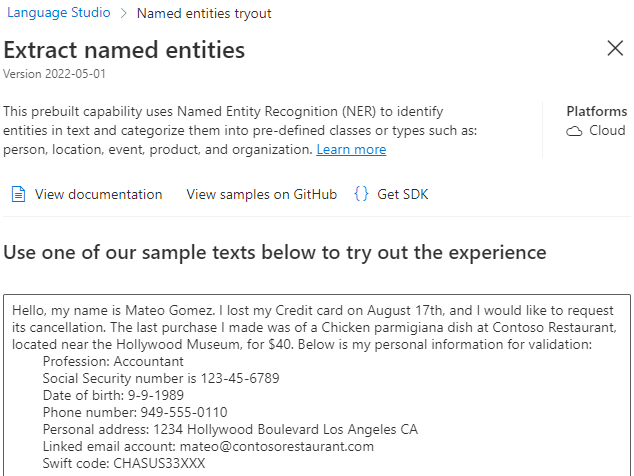 Language Studio > Named entities tryout
Extract named entities
Version 2022-05-01
This prebuilt capability uses Named Entity Recognition (NER) to identify
entities in text and categorize them into pre-defined classes or types such as:
person, location, event, product, and organization. Learn more
Platforms
Cloud
View documentation View samples on GitHub {} Get SDK
Use one of our sample texts below to try out the experience
Hello, my name is Mateo Gomez. I lost my Credit card on August 17th, and I would like to request
its cancellation. The last purchase I made was of a Chicken parmigiana dish at Contoso Restaurant,
located near the Hollywood Museum, for $40. Below is my personal information for validation:
Profession: Accountant
Social Security number is 123-45-6789
Date of birth: 9-9-1989
Phone number: 949-555-0110
Personal address: 1234 Hollywood Boulevard Los Angeles CA
Linked email account: mateo@contosorestaurant.com
Swift code: CHASUS33XXX